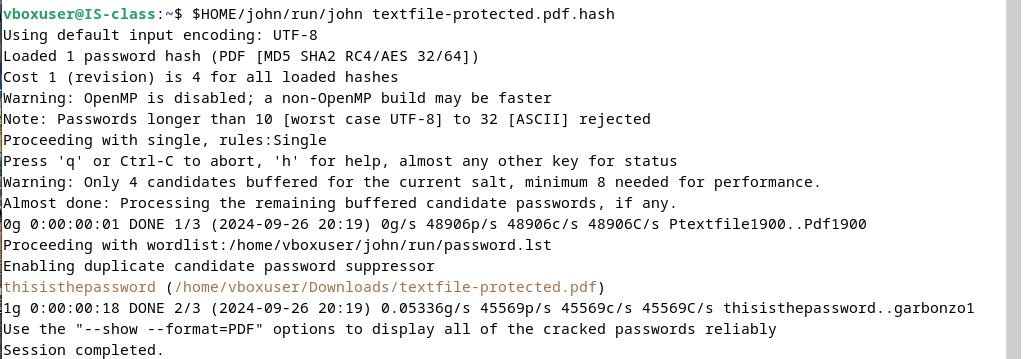 vboxuser@IS-class:~$ $HOME/john/run/john textfile-protected.pdf.hash
Using default input encoding: UTF-8
Loaded 1 password hash (PDF [MD5 SHA2 RC4/AES 32/64])
Cost 1 (revision) is 4 for all loaded hashes
Warning: OpenMP is disabled; a non-OpenMP build may be faster
Note: Passwords longer than 10 [worst case UTF-8] to 32 [ASCII] rejected
Proceeding with single, rules:Single
Press 'q' or Ctrl-C to abort, 'h' for help, almost any other key for status
Warning: Only 4 candidates buffered for the current salt, minimum 8 needed for performance.
Almost done: Processing the remaining buffered candidate passwords, if any.
0g 0:00:00:01 DONE 1/3 (2024-09-26 20:19) 0g/s 48906p/s 48906c/s 48906C/s Ptextfile1900..Pdf1900
Proceeding with wordlist:/home/vboxuser/john/run/password.lst
Enabling duplicate candidate password suppressor
thisisthepassword (/home/vboxuser/Downloads/textfile-protected.pdf)
1g 0:00:00:18 DONE 2/3 (2024-09-26 20:19) 0.05336g/s 45569p/s 45569c/s 45569C/s thisisthepassword..garbonzo1
Use the "--show --format=PDF" options to display all of the cracked passwords reliably
Session completed.